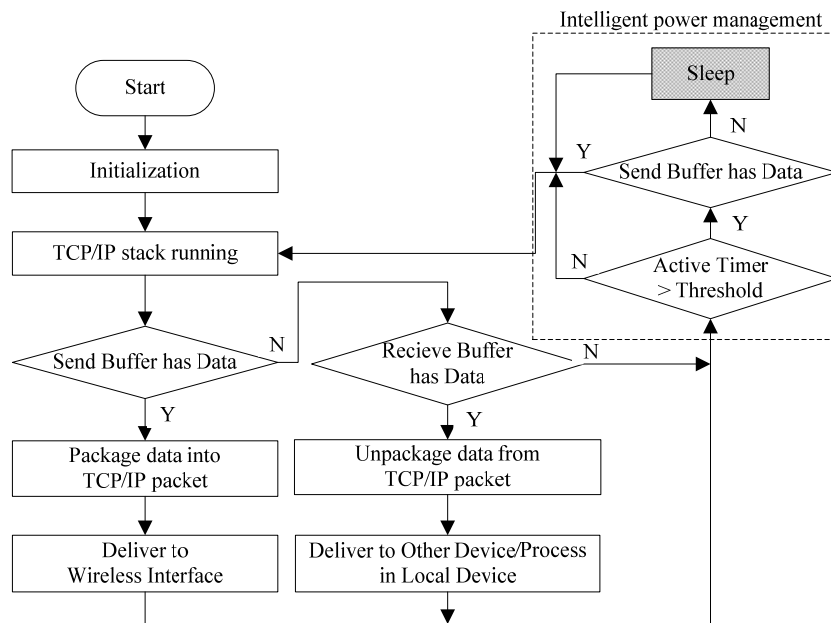 Intelligent power management
Start
Sleep
N
Y
Initialization
Send Buffer has Data
Y
TCP/IP stack running
N
Active Timer
> Threshold
N
Send Buffer has Data
Recieve Buffer
has Data
N
Y
Y
Package data into
TCP/IP packet
Unpackage data from
TCP/IP packet
Deliver to
Wireless Interface
Deliver to Other Device/Process
in Local Device